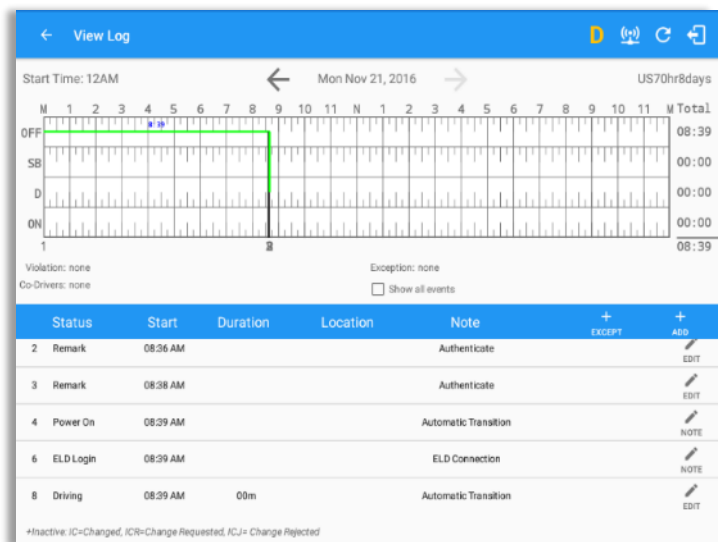 View Log D
Start Time: 12AM Mon Nov 21, 2016 US70hr8days
M 1 2 3 4 5 6 7 8 9 10 11 N 1 2 3 4 5 6 7 8 9 10 11 M Total
OFF 8:39 08:39
SB 00:00
D 00:00
ON 00:00
1 08:39
Violation: none Exception: none
Co-Drivers: none Show all events
Status Start Duration Location Note + EXCEPT + ADD
2 Remark 08:36 AM Authenticate EDIT
3 Remark 08:38 AM Authenticate EDIT
4 Power On 08:39 AM Automatic Transition NOTE
6 ELD Login 08:39 AM ELD Connection NOTE
8 Driving 08:39 AM 00m Automatic Transition EDIT
+Inactive: IC=Changed, ICR=Change Requested, ICJ= Change Rejected